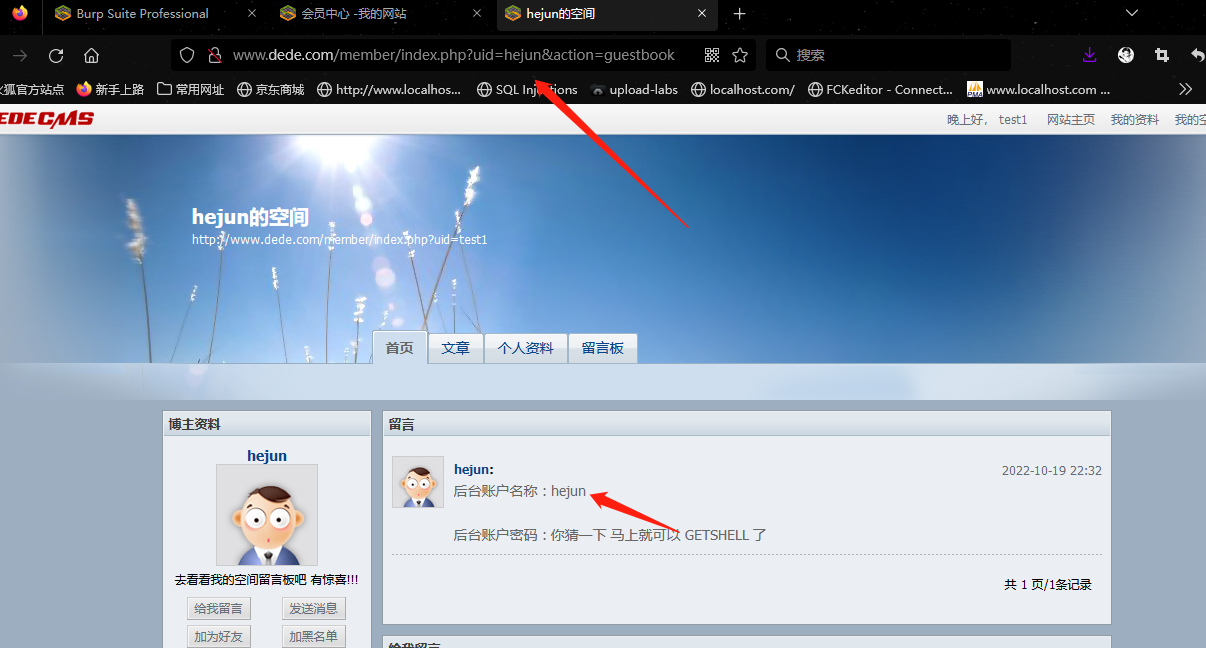 Burp Suite Professional
会员中心 -我的网站
hejun的空间
www.dede.com/member/index.php?uid=hejun&action=guestbook
搜索
火狐官方站点 新手上路 常用网址 京东商城 http://www.localhos... SQL Injections upload-labs localhost.com/ FCKeditor - Connect... www.localhost.com ...
EDECMS
晚上好， test1 网站主页 我的资料 我的空
hejun的空间
http://www.dede.com/member/index.php?uid=test1
首页 文章 个人资料 留言板
博主资料
hejun
去看看我的空间留言板吧 有惊喜!!!
给我留言 发送消息
加为好友 加黑名单
留言
hejun: 2022-10-19 22:32
后台账户名称：hejun
后台账户密码：你猜一下 马上就可以 GETSHELL 了
共 1 页/1条记录
给我留言